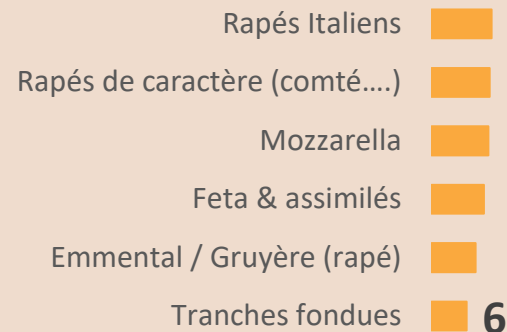 Rapés Italiens
Rapés de caractère (comté….)
Mozzarella
Feta & assimilés
Emmental / Gruyère (rapé)
Tranches fondues 6